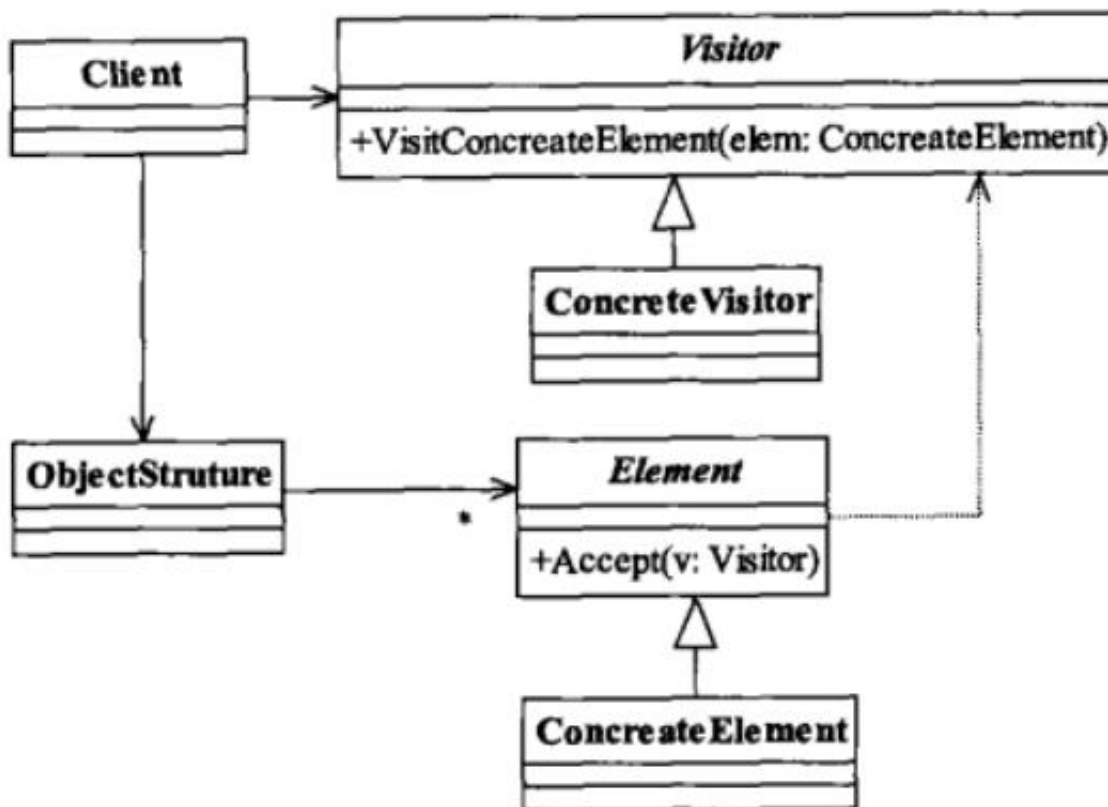 Client
Visitor
+VisitConcreateElement(elem: ConcreateElement)
ConcreteVisitor
ObjectStruture
*
Element
+Accept(v: Visitor)
ConcreateElement